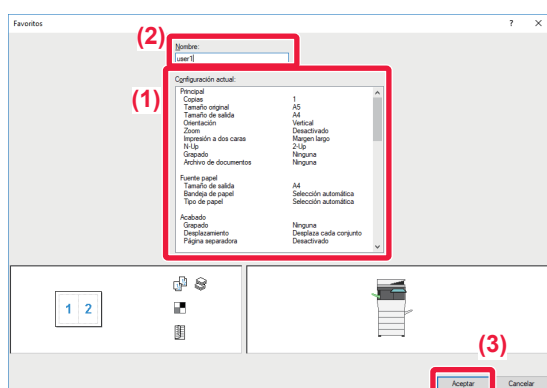 Favoritos ? ×
(2)
Nombre:
user1
(1)
Configuración actual:
Principal
Copias 1
Tamaño original A5
Tamaño de salida A4
Orientación Vertical
Zoom Desactivado
Impresión a dos caras Margen largo
N-Up 2-Up
Grapado Ninguna
Archivo de documentos Ninguna
Fuente papel
Tamaño de salida A4
Bandeja de papel Selección automática
Tipo de papel Selección automática
Acabado
Grapado Ninguna
Desplazamiento Desplaza cada conjunto
Página separadora Desactivado
1 2
(3)
Aceptar Cancelar